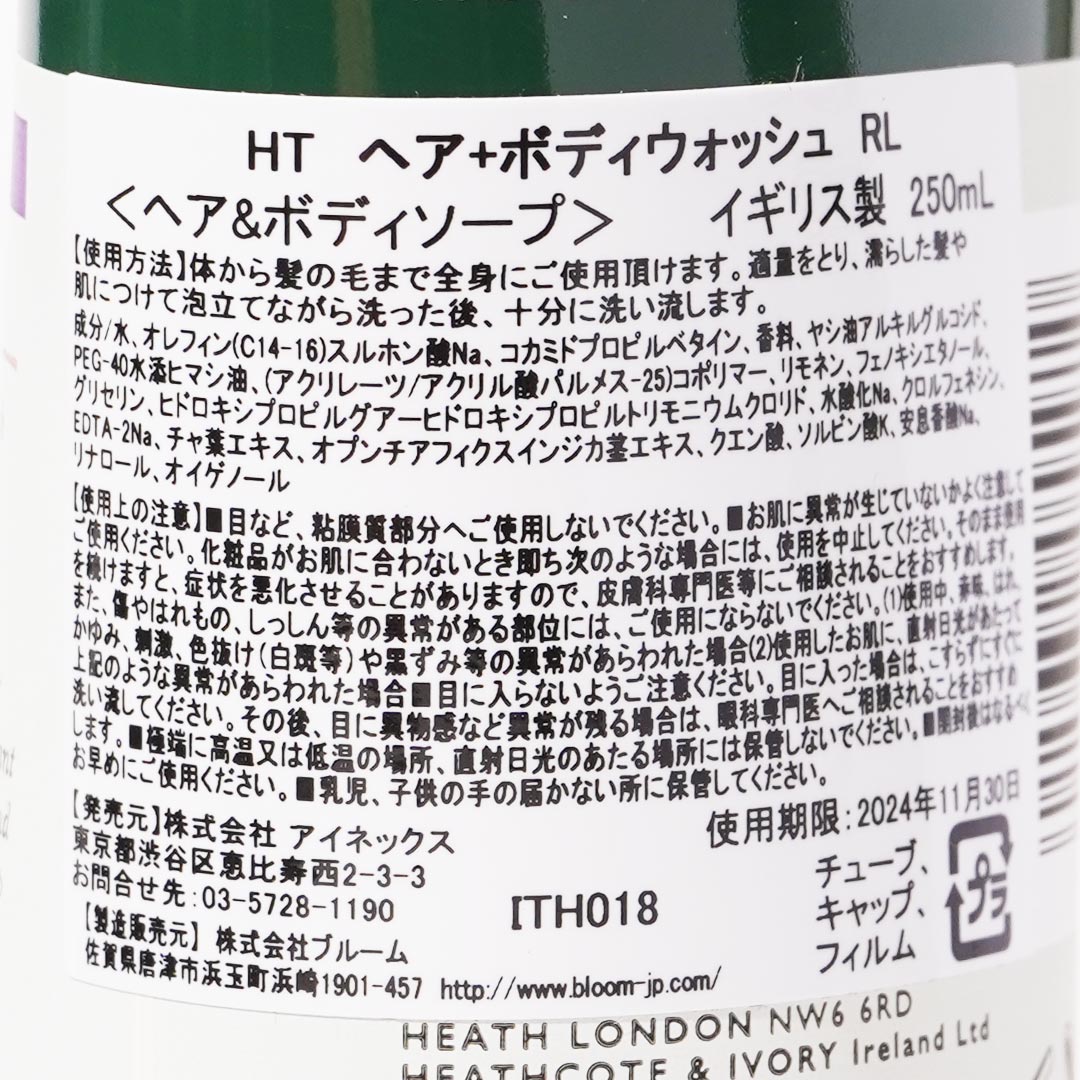 HT ヘア+ボディウォッシュ RL
<ヘア&ボディソープ> イギリス製 250mL
【使用方法】体から髪の毛まで全身にご使用頂けます。適量をとり、濡らした髪や
肌につけて泡立てながら洗った後、十分に洗い流します。
成分/水、オレフィン(C14-16)スルホン酸Na、コカミドプロピルベタイン、香料、ヤシ油アルキルグルコシド、
PEG-40水添ヒマシ油、(アクリレーツ/アクリル酸パルメス-25)コポリマー、リモネン、フェノキシエタノール、
グリセリン、ヒドロキシプロピルグアーヒドロキシプロピルトリモニウムクロリド、水酸化Na、クロルフェネシン、
EDTA-2Na、チャ葉エキス、オプンチアフィクスインジカ茎エキス、クエン酸、ソルビン酸K、安息香酸Na、
リナロール、オイゲノール
【使用上の注意】■目など、粘膜質部分へご使用しないでください。■お肌に異常が生じていないかよく注意して
ご使用ください。化粧品がお肌に合わないとき即ち次のような場合には、使用を中止してください。そのまま使用
を続けますと、症状を悪化させることがありますので、皮膚科専門医等にご相談されることをおすすめします。
また、傷やはれもの、しっしん等の異常がある部位には、ご使用にならないでください。(1)使用中、赤味、はれ、
かゆみ、刺激、色抜け(白斑等)や黒ずみ等の異常があらわれた場合(2)使用したお肌に、直射日光があたって
上記のような異常があらわれた場合■目に入らないようご注意ください。目に入った場合は、こすらずにすぐに
洗い流してください。その後、目に異物感など異常が残る場合は、眼科専門医へご相談されることをおすすめ
します。■極端に高温又は低温の場所、直射日光のあたる場所には保管しないでください。■開封後はなるべく
お早めにご使用ください。■乳児、子供の手の届かない所に保管してください。
【発売元】株式会社 アイネックス
東京都渋谷区恵比寿西2-3-3
お問合せ先:03-5728-1190
使用期限:2024年11月30日
ITH018
チューブ、
キャップ、
フィルム
プラ
【製造販売元】 株式会社ブルーム
佐賀県唐津市浜玉町浜崎1901-457 http://www.bloom-jp.com/
HEATH LONDON NW6 6RD
HEATHCOTE & IVORY Ireland Ltd